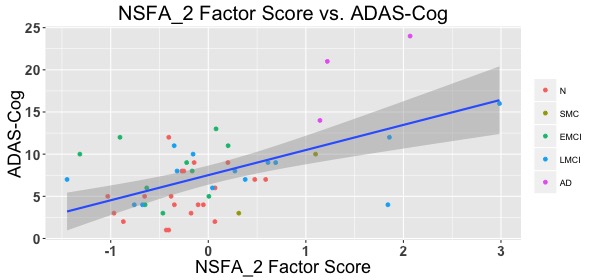 NSFA_2 Factor Score vs. ADAS-Cog
25
20
15
10
5
0
ADAS-Cog
-1
0
1
2
3
NSFA_2 Factor Score
N
SMC
EMCI
LMCI
AD